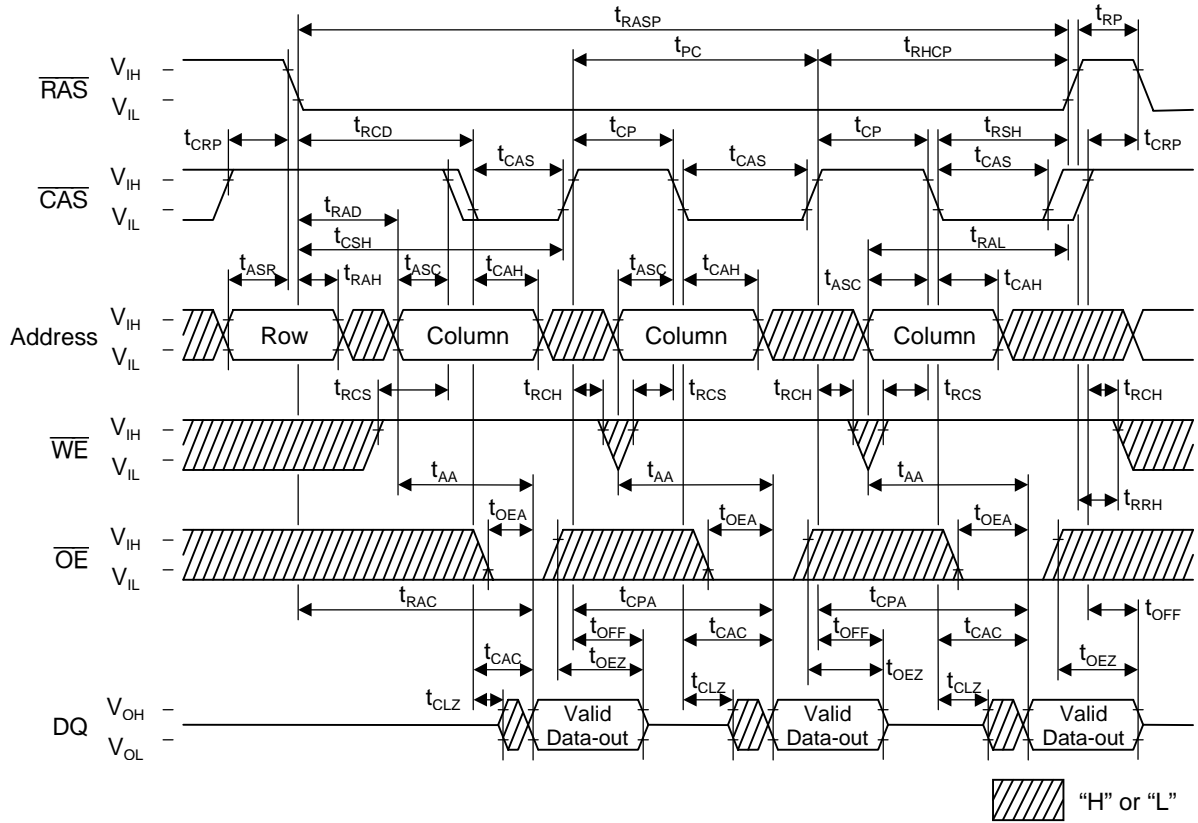 tRASP tRP
tPC tRHCP
RAS VIH
VIL
tCRP tRCD tCP tCP tRSH tCRP
tCAS tCAS tCAS
CAS VIH
VIL
tRAD
tCSH tRAL
tASR tRAH tASC tCAH tASC tCAH tASC tCAH
Address VIH
VIL
Row Column Column Column
tRCS tRCH tRCS tRCH tRCS tRCH
WE VIH
VIL
tAA tAA tAA
tRRH
tOEA tOEA tOEA
OE VIH
VIL
tRAC tCPA tCPA tOFF
tCAC tOFF tCAC tOFF tCAC
tOEZ tOEZ tOEZ
tCLZ tCLZ tCLZ
DQ VOH
VOL
Valid Data-out
Valid Data-out
Valid Data-out
“H” or “L”